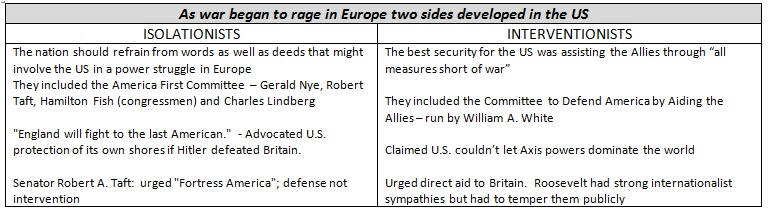 As war began to rage in Europe two sides developed in the US
ISOLATIONISTS
The nation should refrain from words as well as deeds that might
involve the US in a power struggle in Europe
They included the America First Committee – Gerald Nye, Robert
Taft, Hamilton Fish (congressmen) and Charles Lindberg
"England will fight to the last American." - Advocated U.S.
protection of its own shores if Hitler defeated Britain.
Senator Robert A. Taft: urged "Fortress America"; defense not
intervention
INTERVENTIONISTS
The best security for the US was assisting the Allies through “all
measures short of war”
They included the Committee to Defend America by Aiding the
Allies – run by William A. White
Claimed U.S. couldn’t let Axis powers dominate the world
Urged direct aid to Britain. Roosevelt had strong internationalist
sympathies but had to temper them publicly